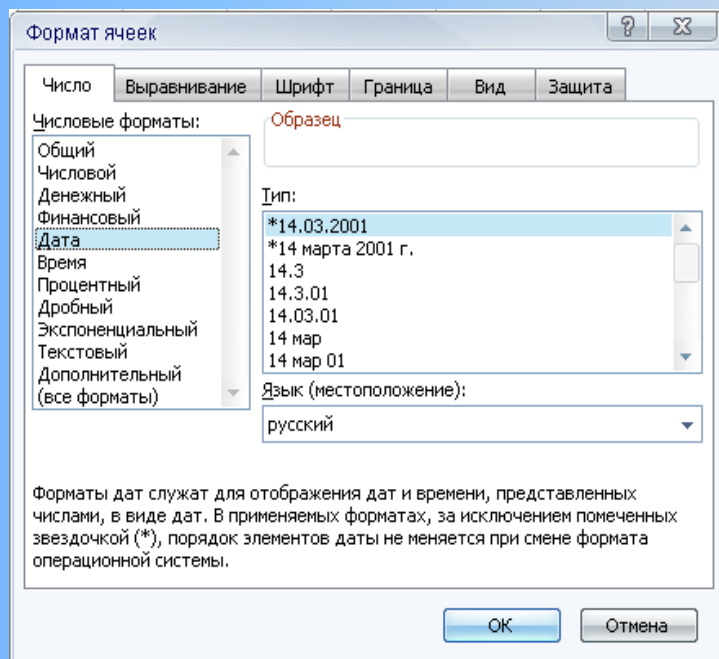 Формат ячеек
Число Выравнивание Шрифт Граница Вид Защита
Числовые форматы:
Общий
Числовой
Денежный
Финансовый
Дата
Время
Процентный
Дробный
Экспоненциальный
Текстовый
Дополнительный
(все форматы)
Образец
Тип:
*14.03.2001
*14 марта 2001 г.
14.3
14.3.01
14.03.01
14 мар
14 мар 01
Язык (местоположение):
русский
Форматы дат служат для отображения дат и времени, представленных
числами, в виде дат. В применяемых форматах, за исключением помеченных
звездочкой (*), порядок элементов даты не меняется при смене формата
операционной системы.
ОК Отмена